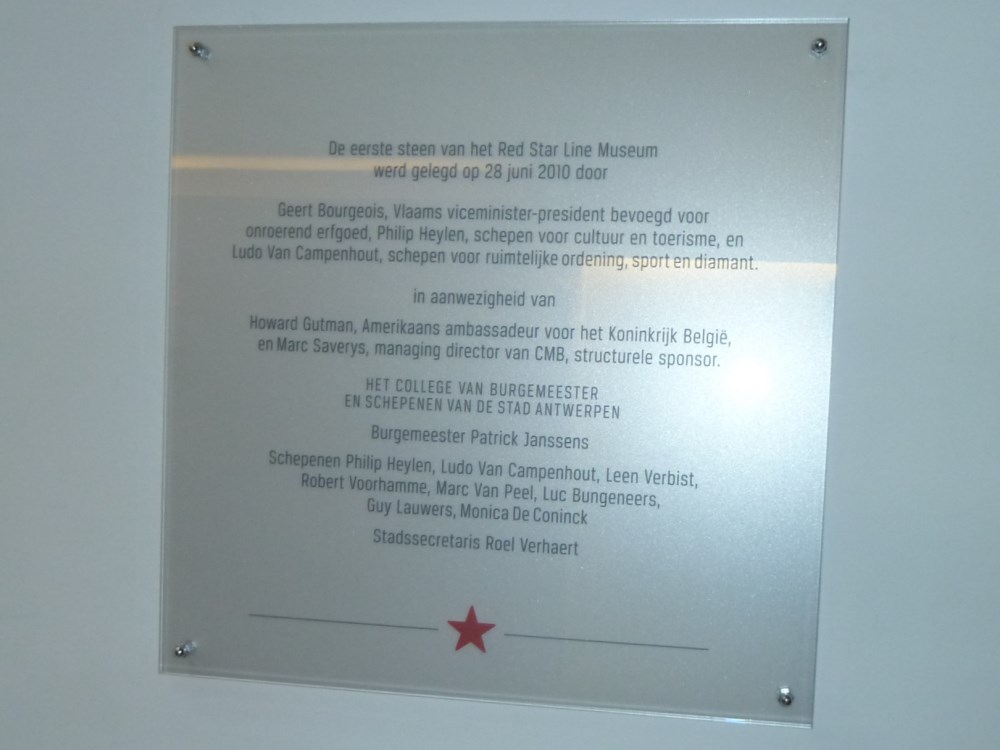 De eerste steen van het Red Star Line Museum
werd gelegd op 28 juni 2010 door
Geert Bourgeois, Vlaams viceminister-president bevoegd voor
onroerend erfgoed, Philip Heylen, schepen voor cultuur en toerisme, en
Ludo Van Campenhout, schepen voor ruimtelijke ordening, sport en diamant.
in aanwezigheid van
Howard Gutman, Amerikaans ambassadeur voor het Koninkrijk België,
en Marc Saverys, managing director van CMB, structurele sponsor.
HET COLLEGE VAN BURGEMEESTER
EN SCHEPENEN VAN DE STAD ANTWERPEN
Burgemeester Patrick Janssens
Schepenen Philip Heylen, Ludo Van Campenhout, Leen Verbist,
Robert Voorhamme, Marc Van Peel, Luc Bungeneers,
Guy Lauwers, Monica De Coninck
Stadssecretaris Roel Verhaert